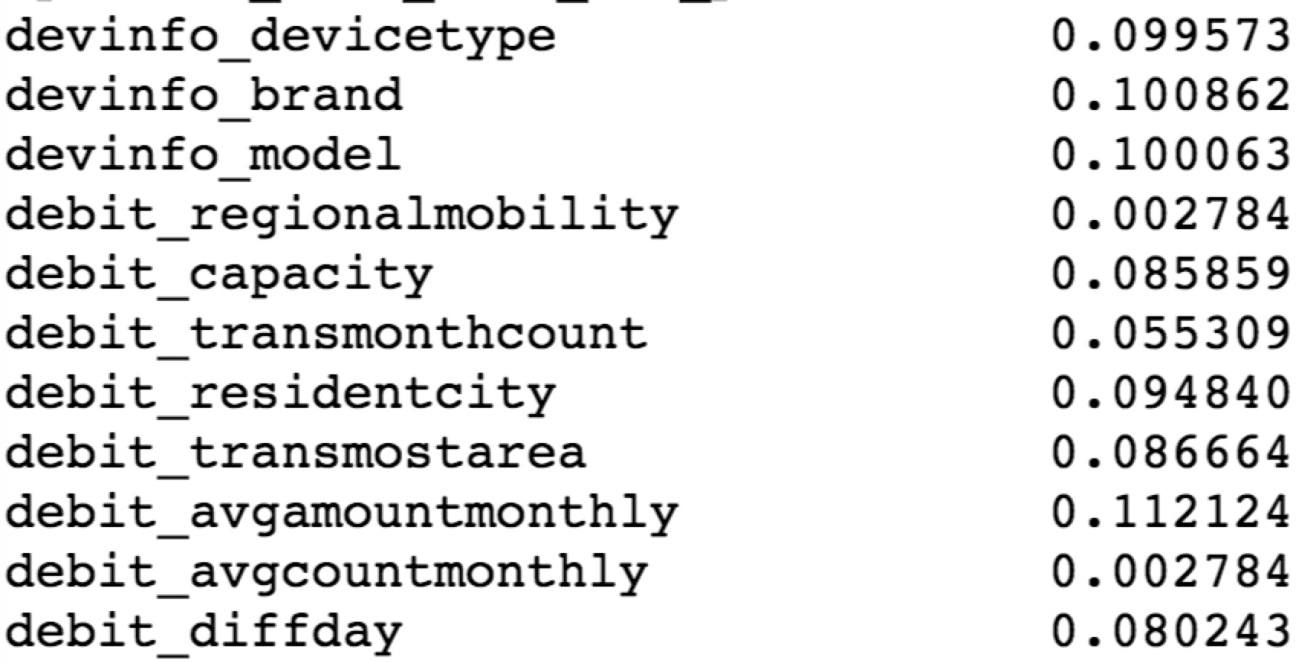 devinfo_devicetype 0.099573
devinfo_brand 0.100862
devinfo_model 0.100063
debit_regionalmobility 0.002784
debit_capacity 0.085859
debit_transmonthcount 0.055309
debit_residentcity 0.094840
debit_transmostarea 0.086664
debit_avgamountmonthly 0.112124
debit_avgcountmonthly 0.002784
debit_diffday 0.080243